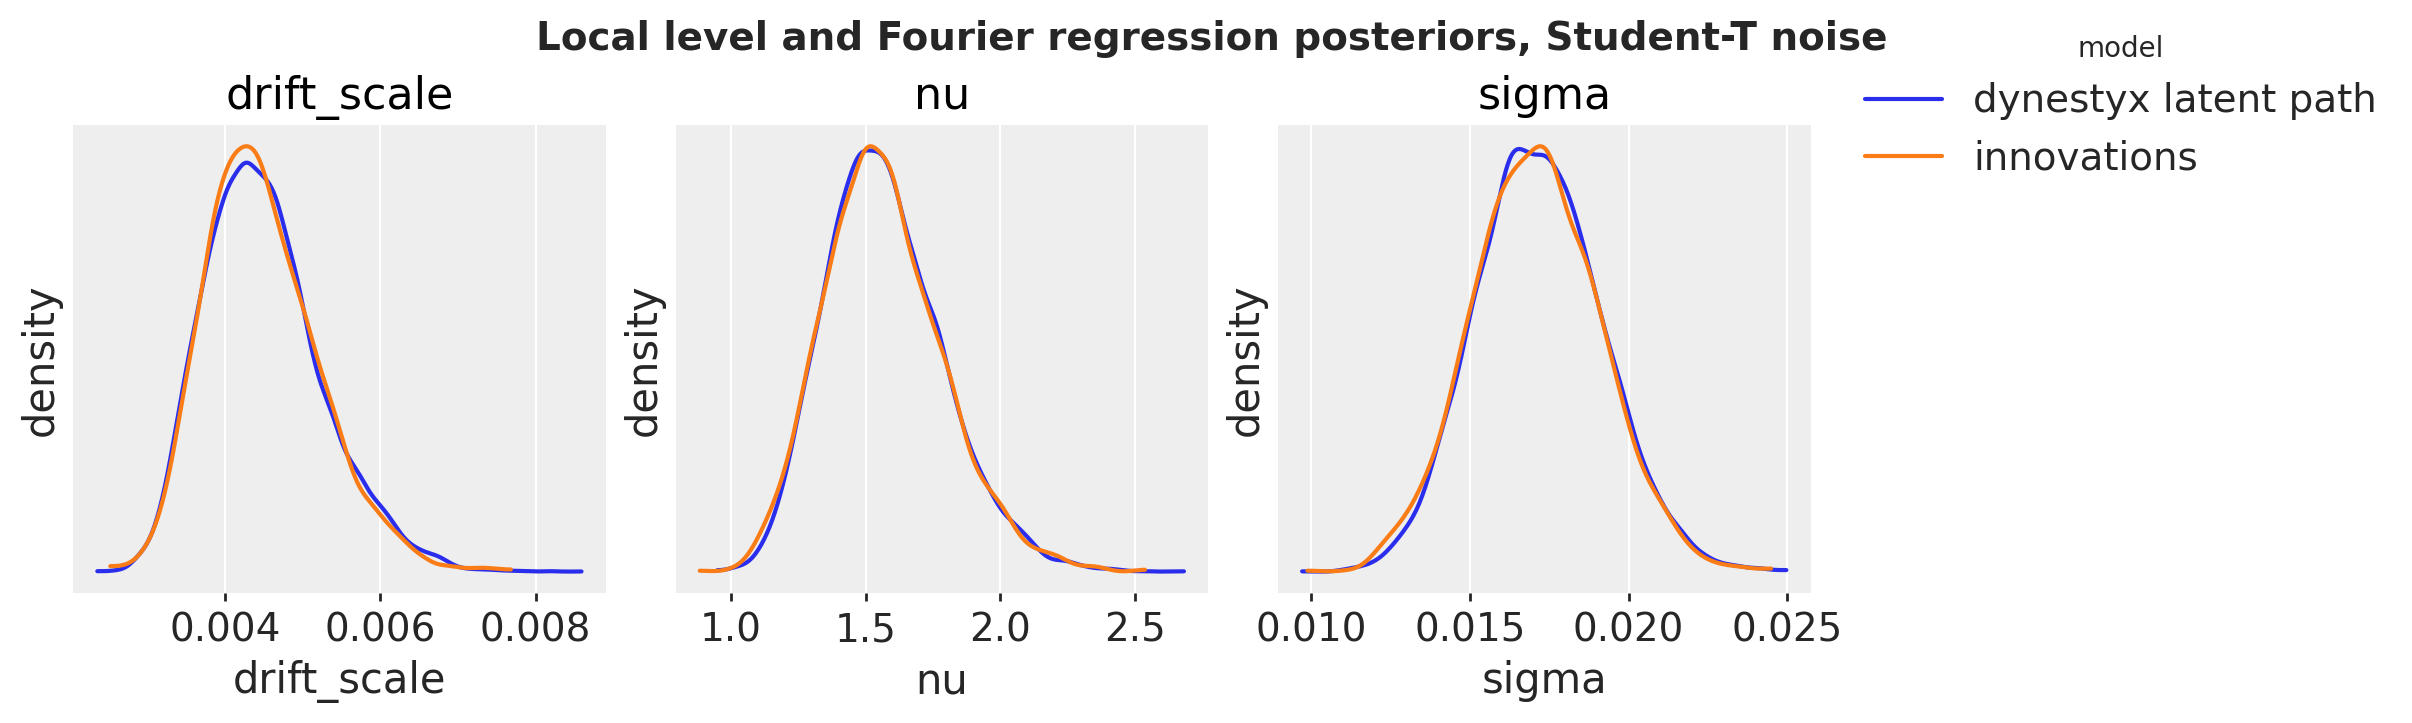 Local level and Fourier regression posteriors, Student-T noise
model
dynestyx latent path
innovations
drift_scale
density
0.004 0.006 0.008
drift_scale
nu
density
1.0 1.5 2.0 2.5
nu
sigma
density
0.010 0.015 0.020 0.025
sigma